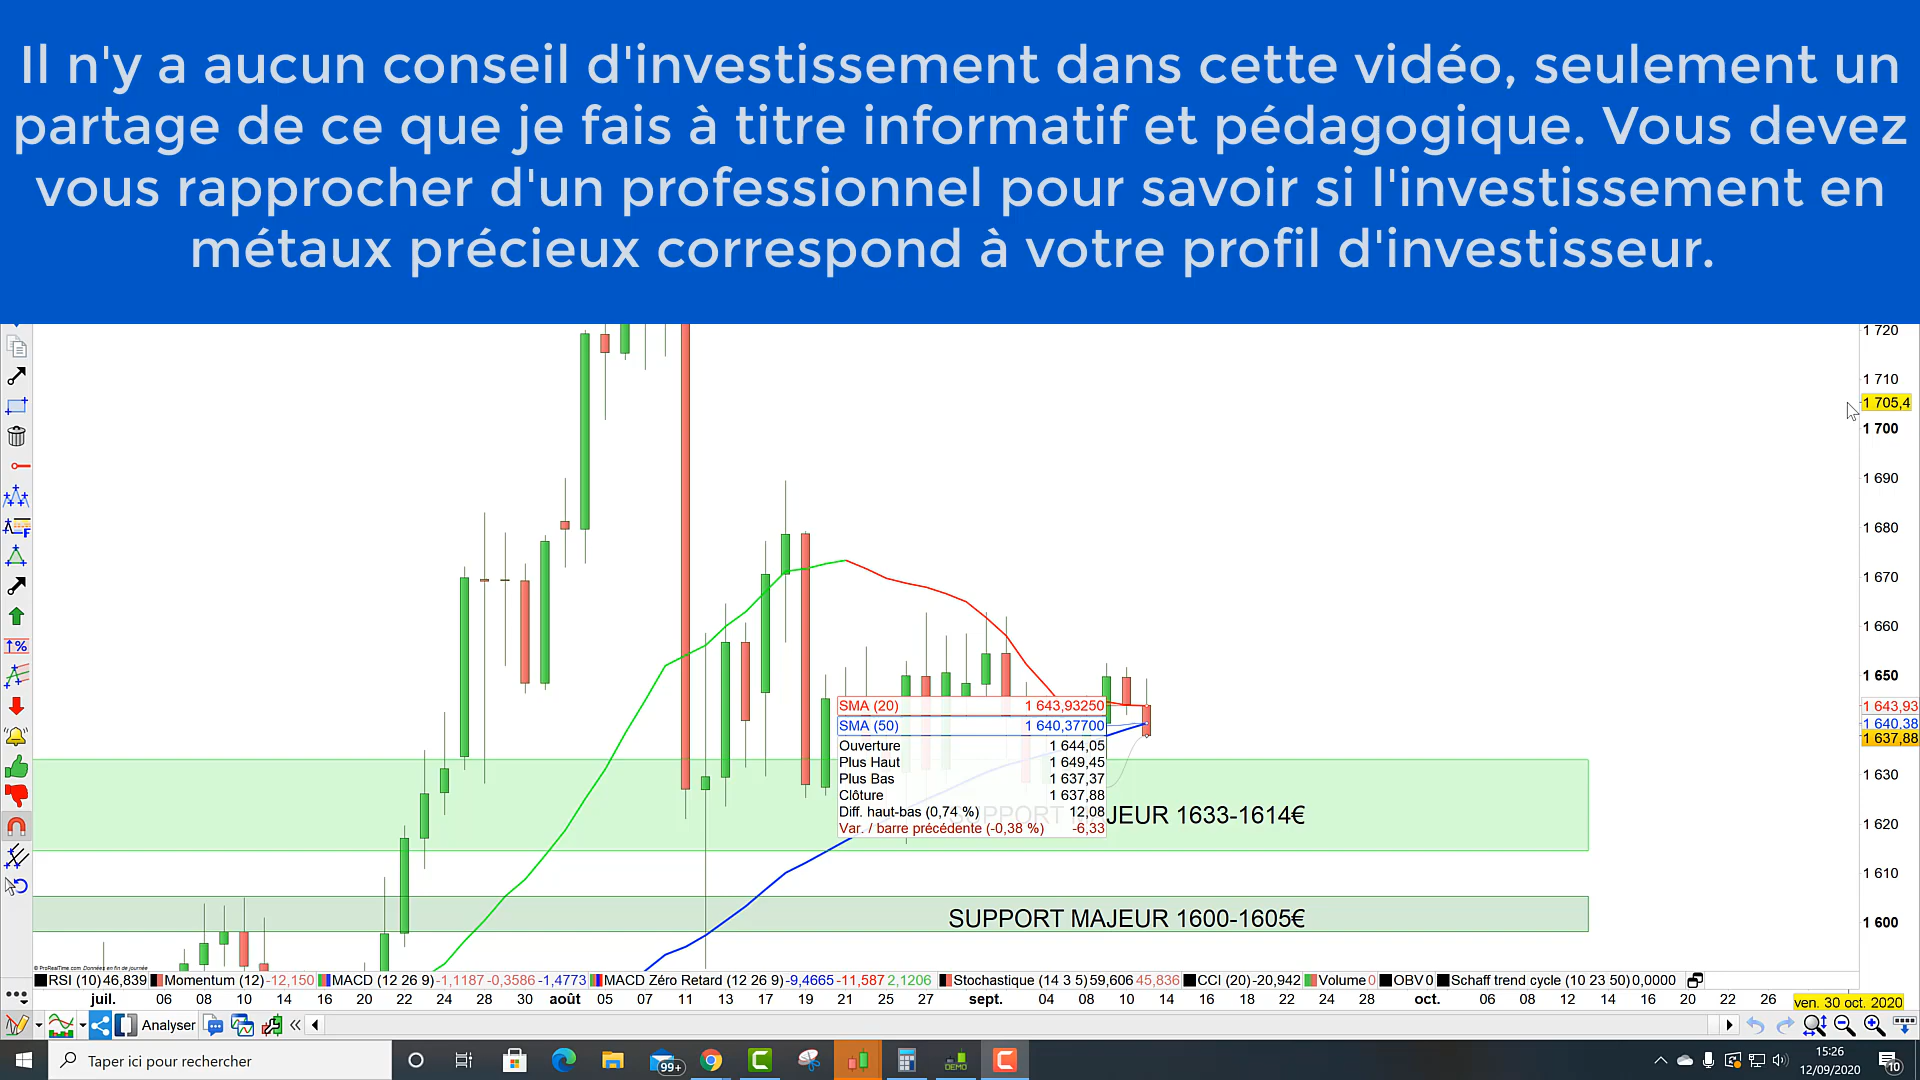 Il n'y a aucun conseil d'investissement dans cette vidéo, seulement un
partage de ce que je fais à titre informatif et pédagogique. Vous devez
vous rapprocher d'un professionnel pour savoir si l'investissement en
métaux précieux correspond à votre profil d'investisseur.
1 720
1 710
1 705,4
1 700
1 690
1 680
1 670
1 660
1 650
1 643,93
1 640,38
1 637,88
1 630
1 620
1 610
1 600
SMA (20) 1 643,93250
SMA (50) 1 640,37700
Ouverture 1 644,05
Plus Haut 1 649,45
Plus Bas 1 637,37
Clôture 1 637,88
Diff. haut-bas (0,74 %) 12,08
Var. / barre précédente (-0,38 %) -6,33
SUPPORT MAJEUR 1633-1614€
SUPPORT MAJEUR 1600-1605€
© ProRealTime.com Données en fin de journée
RSI (10) 46,839 Momentum (12) -12,150 MACD (12 26 9) -1,1187 -0,3586 -1,4773 MACD Zéro Retard (12 26 9) -9,4665 -11,587 2,1206 Stochastique (14 3 5) 59,606 45,836 CCI (20) -20,942 Volume 0 OBV 0 Schaff trend cycle (10 23 50) 0,0000
juil. 06 08 10 14 16 20 22 24 28 30 août 05 07 11 13 17 19 21 25 27 sept. 04 08 10 14 16 18 22 24 28 oct. 06 08 12 14 16 20 22 26 ven. 30 oct. 2020
Analyser
Taper ici pour rechercher
99+
DEMO
15:26
12/09/2020
10